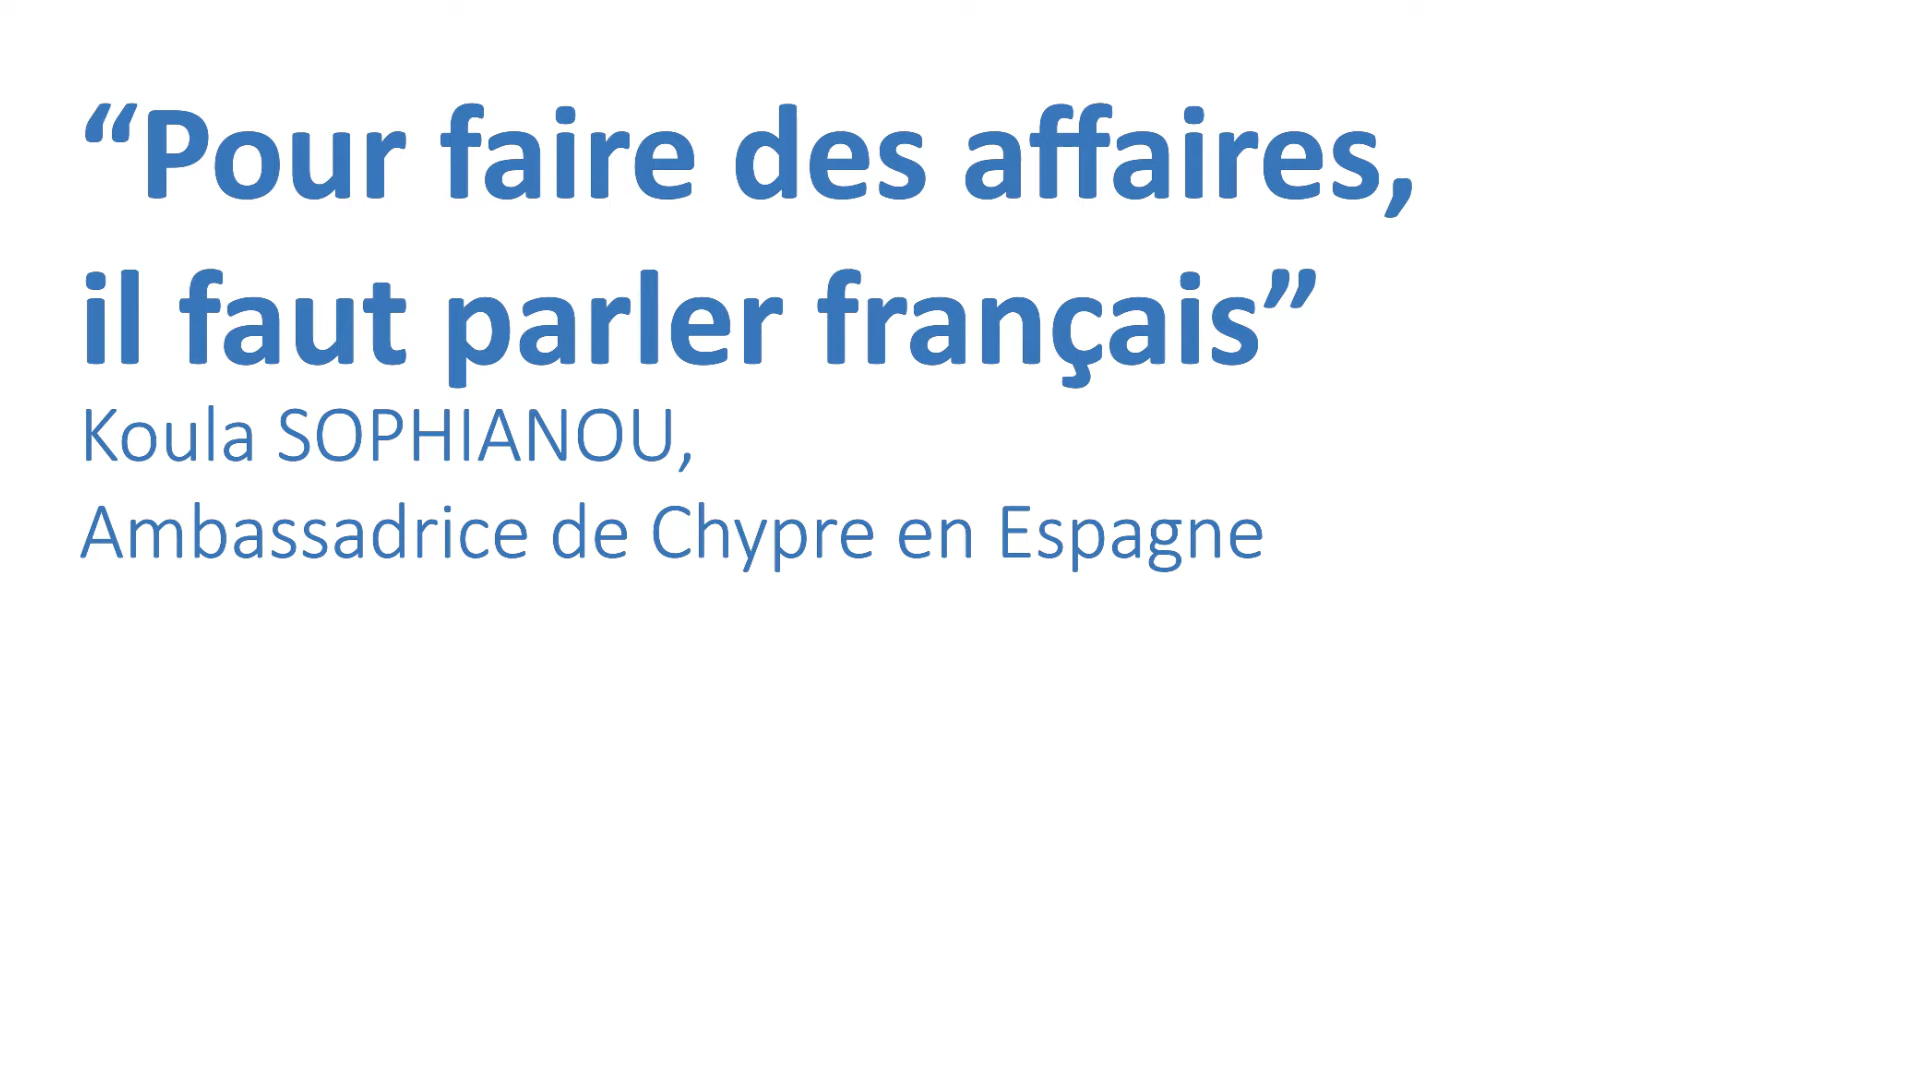 “Pour faire des affaires,
il faut parler français”
Koula SOPHIANOU,
Ambassadrice de Chypre en Espagne